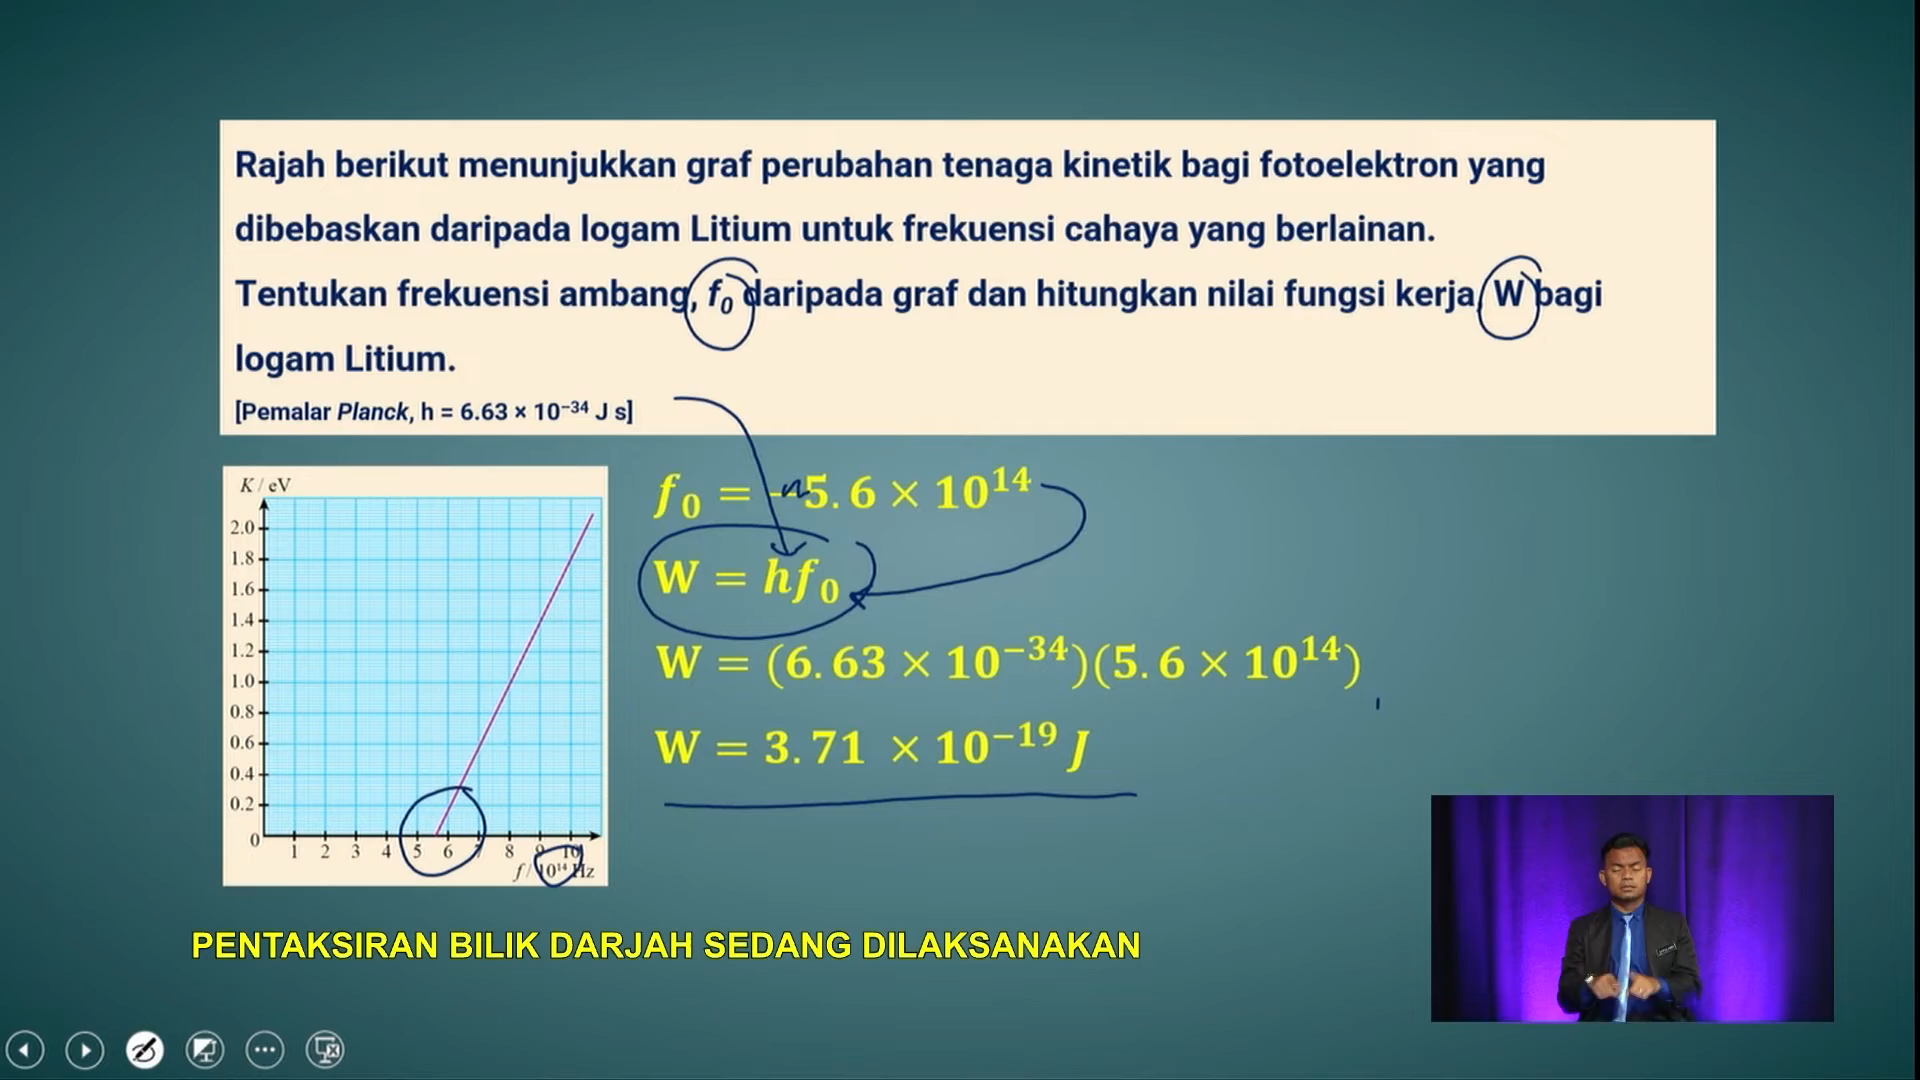 Rajah berikut menunjukkan graf perubahan tenaga kinetik bagi fotoelektron yang
dibebaskan daripada logam Litium untuk frekuensi cahaya yang berlainan.
Tentukan frekuensi ambang, f₀ daripada graf dan hitungkan nilai fungsi kerja, W bagi
logam Litium.
[Pemalar Planck, h = 6.63 × 10⁻³⁴ J s]
K / eV
2.0
1.8
1.6
1.4
1.2
1.0
0.8
0.6
0.4
0.2
0
1 2 3 4 5 6 7 8 9 10
f / 10¹⁴ Hz
f₀ = −5.6 × 10¹⁴
W = hf₀
W = (6.63 × 10⁻³⁴)(5.6 × 10¹⁴)
W = 3.71 × 10⁻¹⁹ J
PENTAKSIRAN BILIK DARJAH SEDANG DILAKSANAKAN